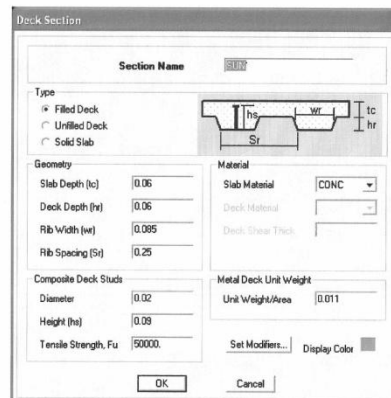 Deck Section
Section Name
Type
Filled Deck
Unfilled Deck
Solid Slab
hs
wr
tc
hr
Sr
Geometry
Slab Depth (tc) 0.06
Deck Depth (hr) 0.06
Rib Width (wr) 0.085
Rib Spacing (Sr) 0.25
Material
Slab Material CONC
Deck Material
Deck Shear Thick
Composite Deck Studs
Diameter 0.02
Height (hs) 0.09
Tensile Strength, Fu 50000.
Metal Deck Unit Weight
Unit Weight/Area 0.011
Set Modifiers... Display Color
OK Cancel